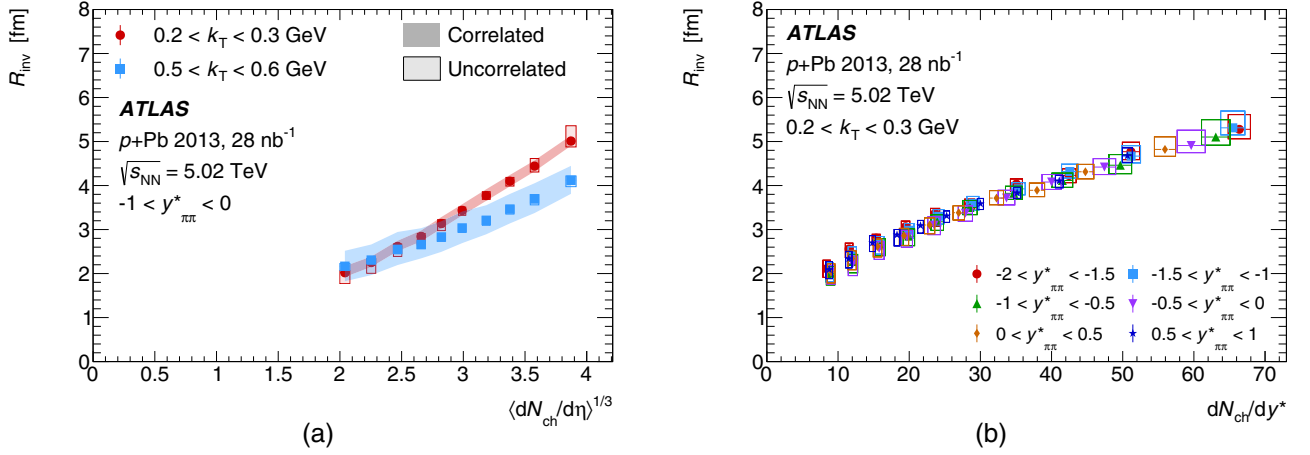 R_inv [fm]
8
7
6
5
4
3
2
1
0
0.2 < k_T < 0.3 GeV
0.5 < k_T < 0.6 GeV
Correlated
Uncorrelated
ATLAS
p+Pb 2013, 28 nb⁻¹
√s_NN = 5.02 TeV
-1 < y*_ππ < 0
0 0.5 1 1.5 2 2.5 3 3.5 4
⟨dN_ch/dη⟩^1/3
(a)
R_inv [fm]
8
7
6
5
4
3
2
1
0
ATLAS
p+Pb 2013, 28 nb⁻¹
√s_NN = 5.02 TeV
0.2 < k_T < 0.3 GeV
-2 < y*_ππ < -1.5 -1.5 < y*_ππ < -1
-1 < y*_ππ < -0.5 -0.5 < y*_ππ < 0
0 < y*_ππ < 0.5 0.5 < y*_ππ < 1
0 10 20 30 40 50 60 70
dN_ch/dy*
(b)